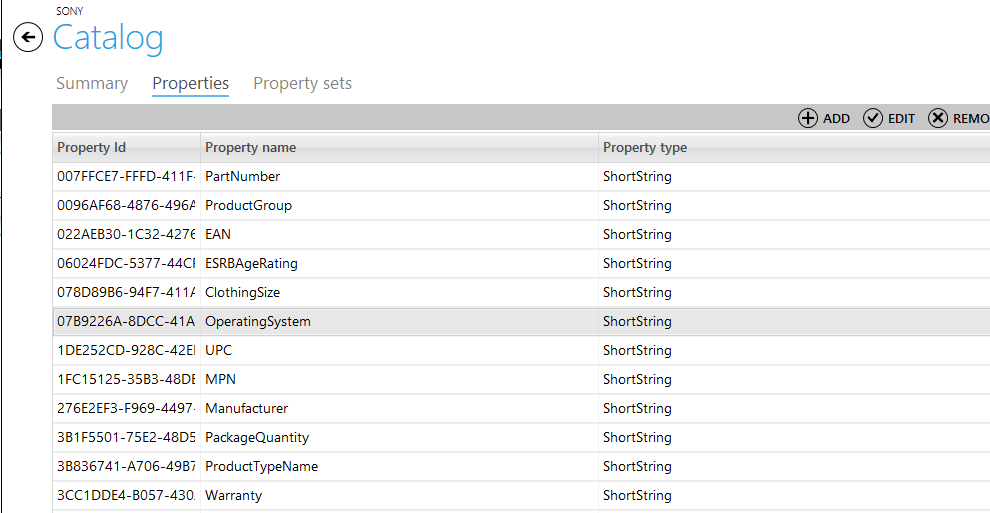 SONY
Catalog
Summary Properties Property sets
ADD EDIT REMO
Property Id Property name Property type
007FFCE7-FFFD-411F- PartNumber ShortString
0096AF68-4876-496A ProductGroup ShortString
022AEB30-1C32-4276 EAN ShortString
06024FDC-5377-44CF ESRBAgeRating ShortString
078D89B6-94F7-411A ClothingSize ShortString
07B9226A-8DCC-41A OperatingSystem ShortString
1DE252CD-928C-42E UPC ShortString
1FC15125-35B3-48DE MPN ShortString
276E2EF3-F969-4497- Manufacturer ShortString
3B1F5501-75E2-48D5 PackageQuantity ShortString
3B836741-A706-49B7 ProductTypeName ShortString
3CC1DDE4-B057-430 Warranty ShortString